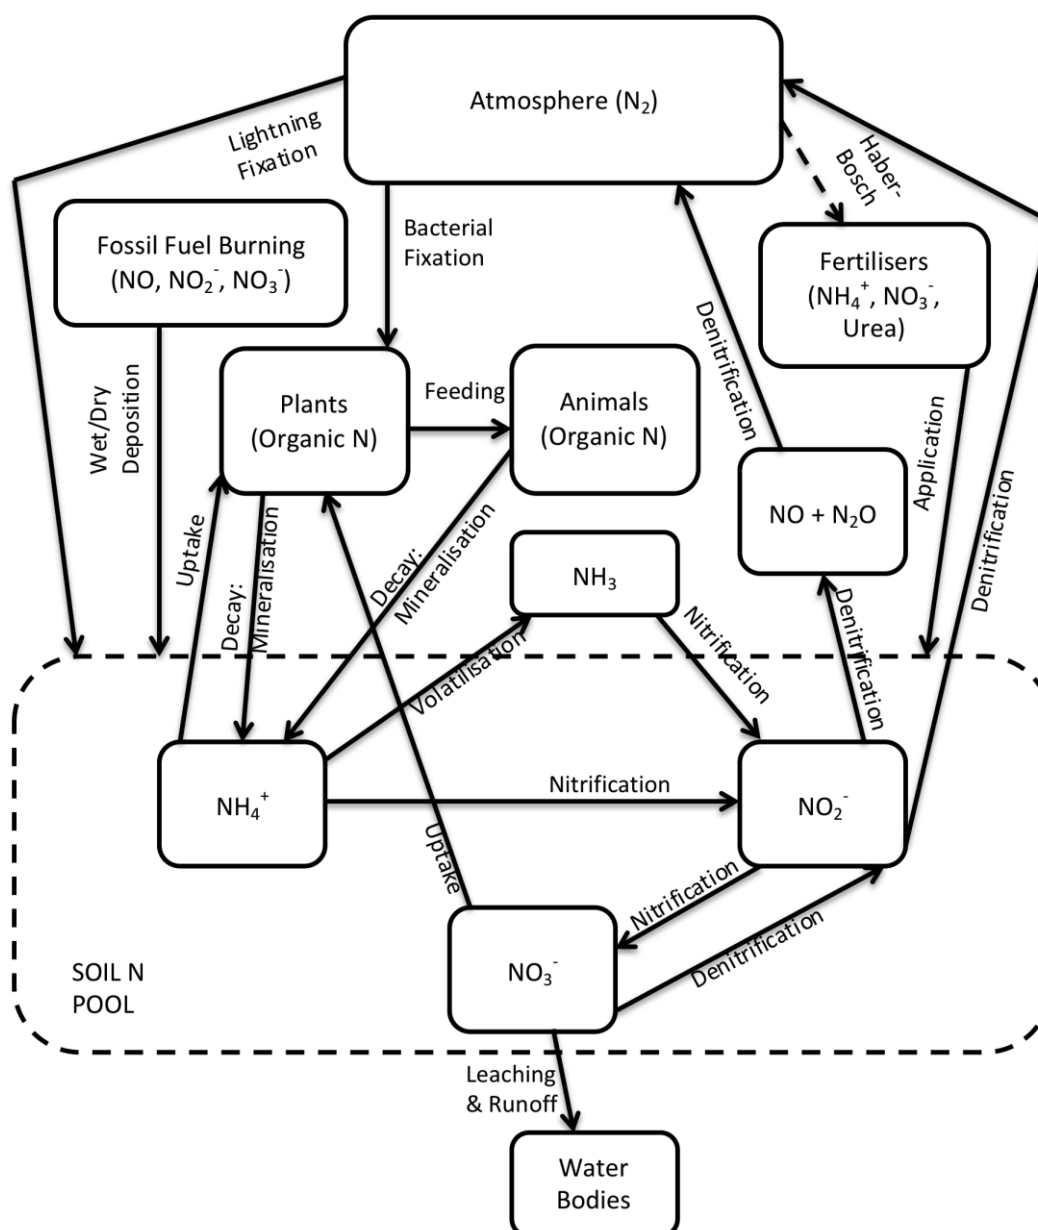 Atmosphere (N₂)
Lightning
Fixation
Haber-
Bosch
Fossil Fuel Burning
(NO, NO₂⁻, NO₃⁻)
Bacterial
Fixation
Fertilisers
(NH₄⁺, NO₃⁻,
Urea)
Denitrification
Wet/Dry
Deposition
Plants
(Organic N)
Feeding
Animals
(Organic N)
Application
Denitrification
NO + N₂O
Uptake
Decay:
Mineralisation
Decay:
Mineralisation
NH₃
Volatilisation
Nitrification
Denitrification
NH₄⁺
Nitrification
NO₂⁻
Uptake
Nitrification
Denitrification
NO₃⁻
SOIL N
POOL
Leaching
& Runoff
Water
Bodies